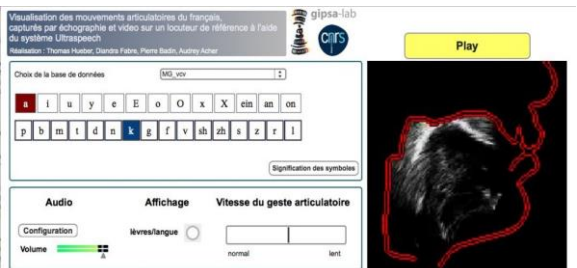 Visualisation des mouvements articulatoires du français,
capturés par échographie et video sur un locuteur de référence à l'aide
du système Ultraspeech
Réalisation : Thomas Hueber, Diandra Fabre, Pierre Badin, Audrey Acher
gipsa-lab
gipsa-lab
cnrs
Play
Choix de la base de données
MG_vcv
a i u y e E o O x X ein an on
p b m t d n k g f v sh zh s z r l
Signification des symboles
Audio Affichage Vitesse du geste articulatoire
Configuration
lèvres/langue
Volume
normal lent